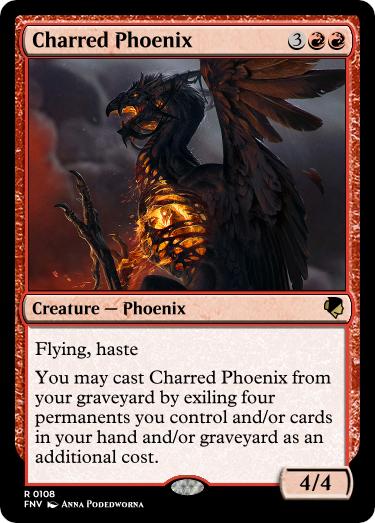 Charred Phoenix 3
Creature — Phoenix
Flying, haste
You may cast Charred Phoenix from
your graveyard by exiling four
permanents you control and/or cards
in your hand and/or graveyard as an
additional cost.
4/4
R 0108
FNV Anna Podedworna